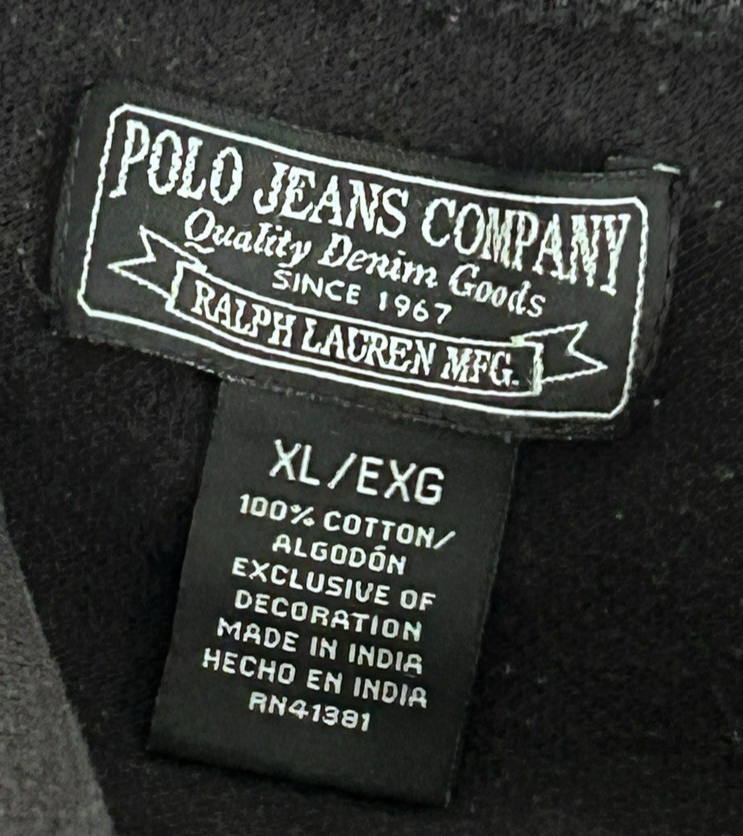 POLO JEANS COMPANY
Quality Denim Goods
SINCE 1967
RALPH LAUREN MFG.
XL/EXG
100% COTTON/
ALGODÓN
EXCLUSIVE OF
DECORATION
MADE IN INDIA
HECHO EN INDIA
RN41381